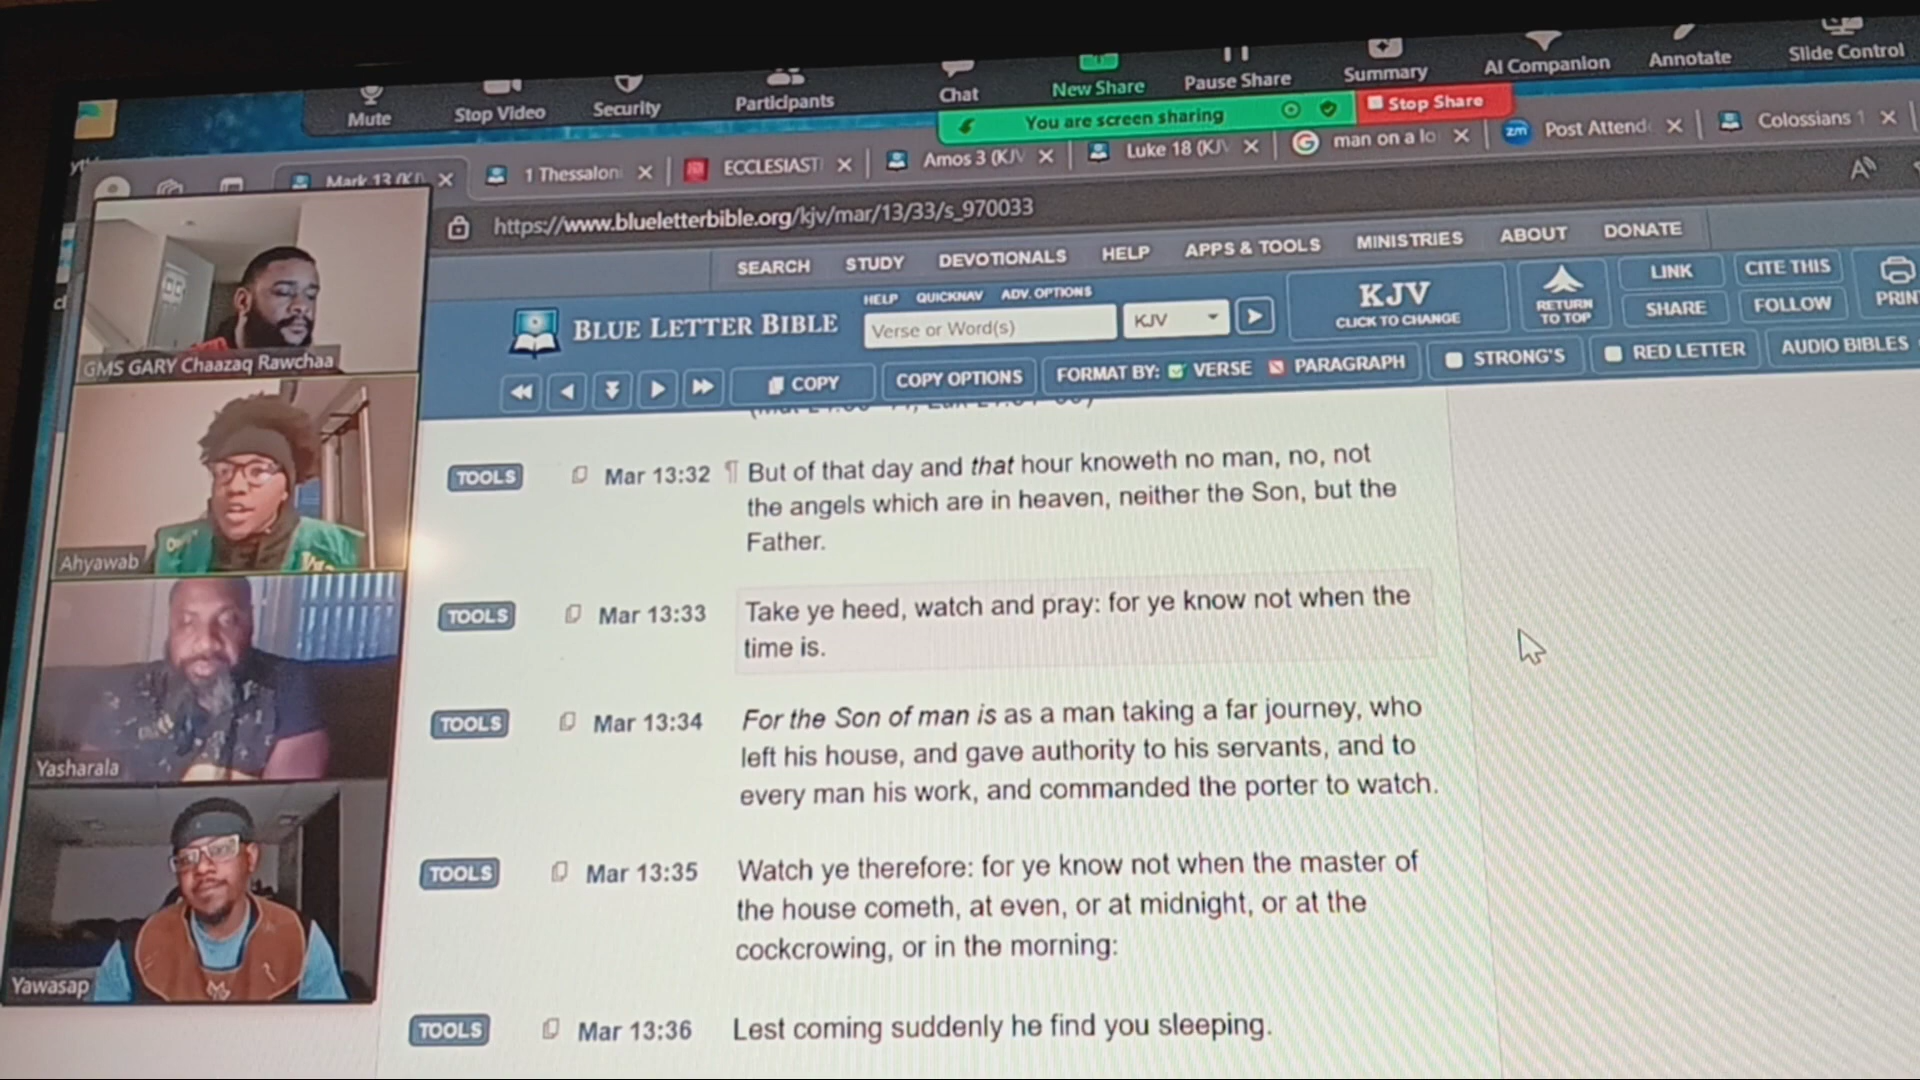 Mute
Stop Video
Security
Participants
Chat
New Share
Pause Share
Summary
AI Companion
Annotate
Slide Control
You are screen sharing
Stop Share
Mark 13 (KJ
1 Thessaloni
ECCLESIAST
Amos 3 (KJV
Luke 18 (KJV
man on a lo
zm
Post Attend
Colossians 1
https://www.blueletterbible.org/kjv/mar/13/33/s_970033
SEARCH
STUDY
DEVOTIONALS
HELP
APPS & TOOLS
MINISTRIES
ABOUT
DONATE
BLUE LETTER BIBLE
HELP
QUICKNAV
ADV. OPTIONS
Verse or Word(s)
KJV
KJV
CLICK TO CHANGE
RETURN
TO TOP
LINK
CITE THIS
SHARE
FOLLOW
PRIN
COPY
COPY OPTIONS
FORMAT BY:
VERSE
PARAGRAPH
STRONG'S
RED LETTER
AUDIO BIBLES
GMS GARY Chaazaq Rawchaa
Ahyawab
Yasharala
Yawasap
TOOLS
Mar 13:32
¶ But of that day and that hour knoweth no man, no, not
the angels which are in heaven, neither the Son, but the
Father.
TOOLS
Mar 13:33
Take ye heed, watch and pray: for ye know not when the
time is.
TOOLS
Mar 13:34
For the Son of man is as a man taking a far journey, who
left his house, and gave authority to his servants, and to
every man his work, and commanded the porter to watch.
TOOLS
Mar 13:35
Watch ye therefore: for ye know not when the master of
the house cometh, at even, or at midnight, or at the
cockcrowing, or in the morning:
TOOLS
Mar 13:36
Lest coming suddenly he find you sleeping.